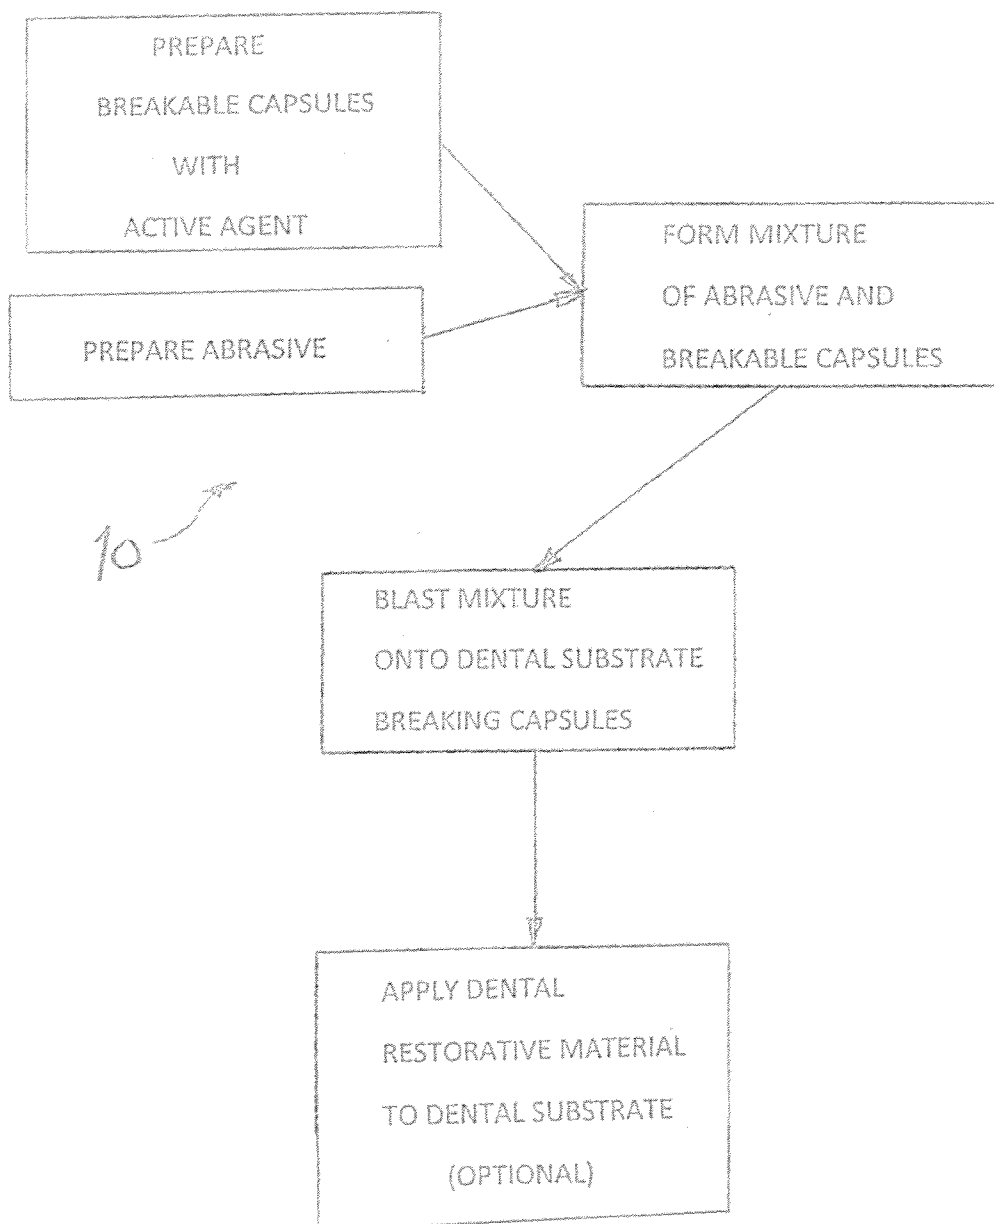 PREPARE
BREAKABLE CAPSULES
WITH
ACTIVE AGENT
PREPARE ABRASIVE
FORM MIXTURE
OF ABRASIVE AND
BREAKABLE CAPSULES
10
BLAST MIXTURE
ONTO DENTAL SUBSTRATE
BREAKING CAPSULES
APPLY DENTAL
RESTORATIVE MATERIAL
TO DENTAL SUBSTRATE
(OPTIONAL)